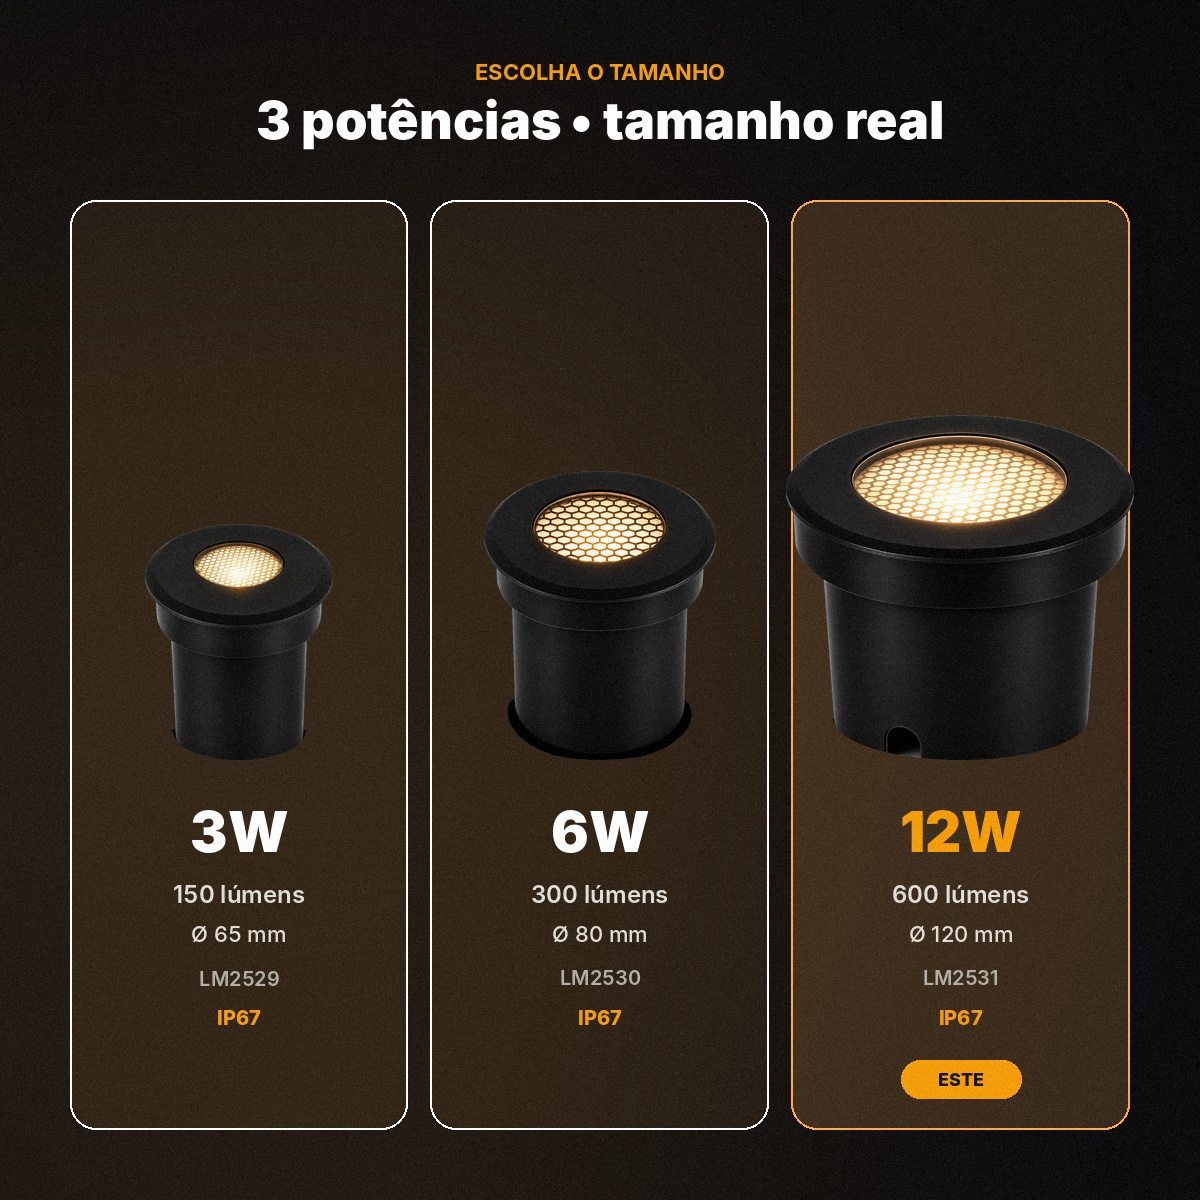 ESCOLHA O TAMANHO
3 potências • tamanho real
3W
150 lúmens
Ø 65 mm
LM2529
IP67
6W
300 lúmens
Ø 80 mm
LM2530
IP67
12W
600 lúmens
Ø 120 mm
LM2531
IP67
ESTE